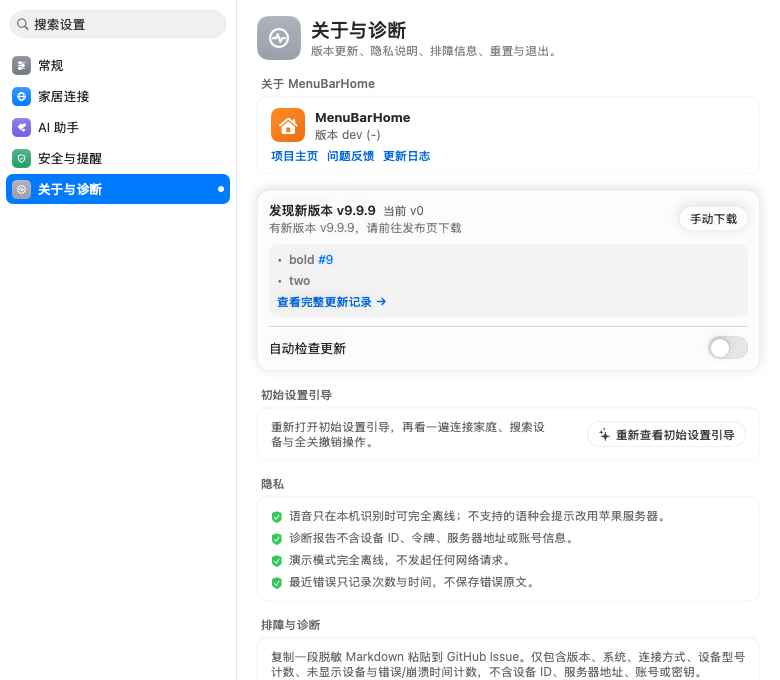 搜索设置
常规
家居连接
AI 助手
安全与提醒
关于与诊断
关于与诊断
版本更新、隐私说明、排障信息、重置与退出。
关于 MenuBarHome
MenuBarHome
版本 dev (-)
项目主页 问题反馈 更新日志
发现新版本 v9.9.9 当前 v0
有新版本 v9.9.9，请前往发布页下载
手动下载
• bold #9
• two
查看完整更新记录 →
自动检查更新
初始设置引导
重新打开初始设置引导，再看一遍连接家庭、搜索设
备与全关撤销操作。
重新查看初始设置引导
隐私
语音只在本机识别时可完全离线；不支持的语种会提示改用苹果服务器。
诊断报告不含设备 ID、令牌、服务器地址或账号信息。
演示模式完全离线，不发起任何网络请求。
最近错误只记录次数与时间，不保存错误原文。
排障与诊断
复制一段脱敏 Markdown 粘贴到 GitHub Issue。仅包含版本、系统、连接方式、设备型号
计数、未显示设备与错误/崩溃时间计数，不含设备 ID、服务器地址、账号或密钥。